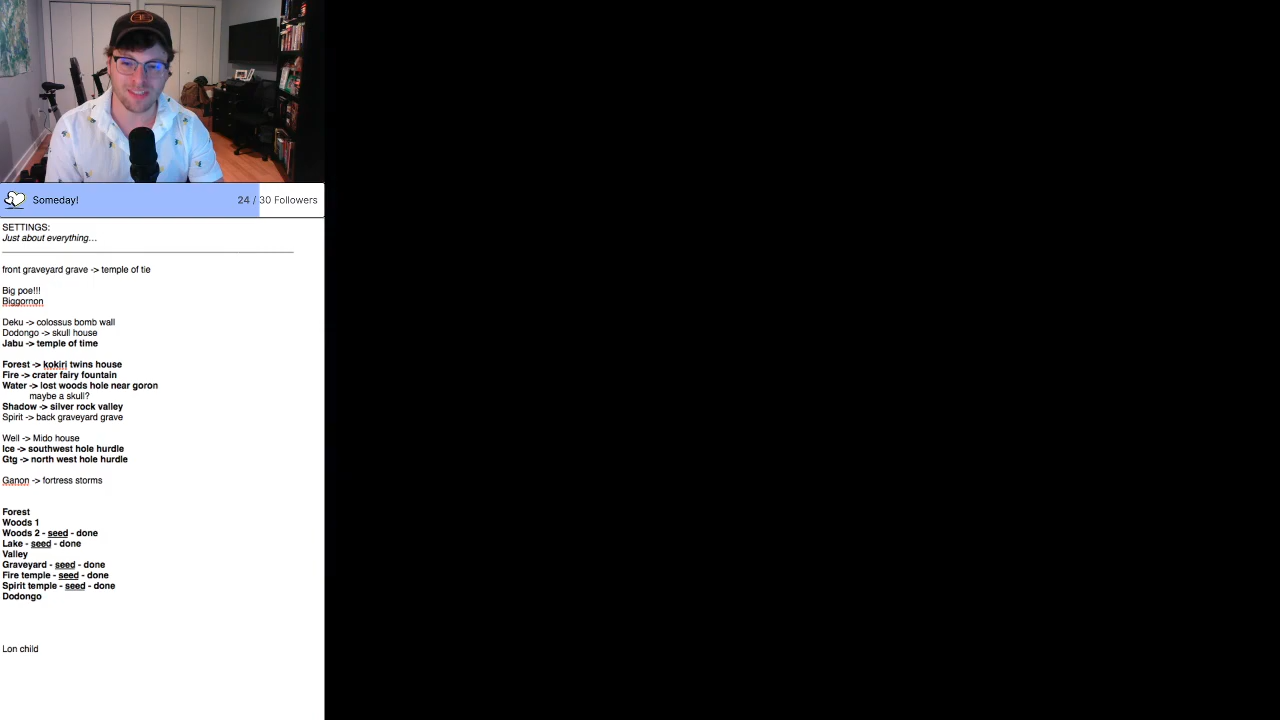 Someday!
24 / 30 Followers
SETTINGS:
Just about everything...
front graveyard grave -> temple of tie
Big poe!!!
Biggornon
Deku -> colossus bomb wall
Dodongo -> skull house
Jabu -> temple of time
Forest -> kokiri twins house
Fire -> crater fairy fountain
Water -> lost woods hole near goron
maybe a skull?
Shadow -> silver rock valley
Spirit -> back graveyard grave
Well -> Mido house
Ice -> southwest hole hurdle
Gtg -> north west hole hurdle
Ganon -> fortress storms
Forest
Woods 1
Woods 2 - seed - done
Lake - seed - done
Valley
Graveyard - seed - done
Fire temple - seed - done
Spirit temple - seed - done
Dodongo
Lon child